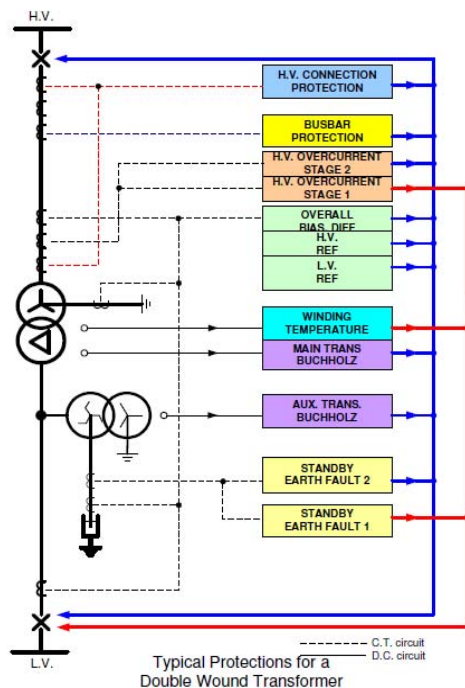 H.V.
H.V. CONNECTION
PROTECTION
BUSBAR
PROTECTION
H.V. OVERCURRENT
STAGE 2
H.V. OVERCURRENT
STAGE 1
OVERALL
BIAS. DIFF
H.V.
REF
L.V.
REF
WINDING
TEMPERATURE
MAIN TRANS
BUCHHOLZ
AUX. TRANS.
BUCHHOLZ
STANDBY
EARTH FAULT 2
STANDBY
EARTH FAULT 1
L.V.
C.T. circuit
D.C. circuit
Typical Protections for a
Double Wound Transformer